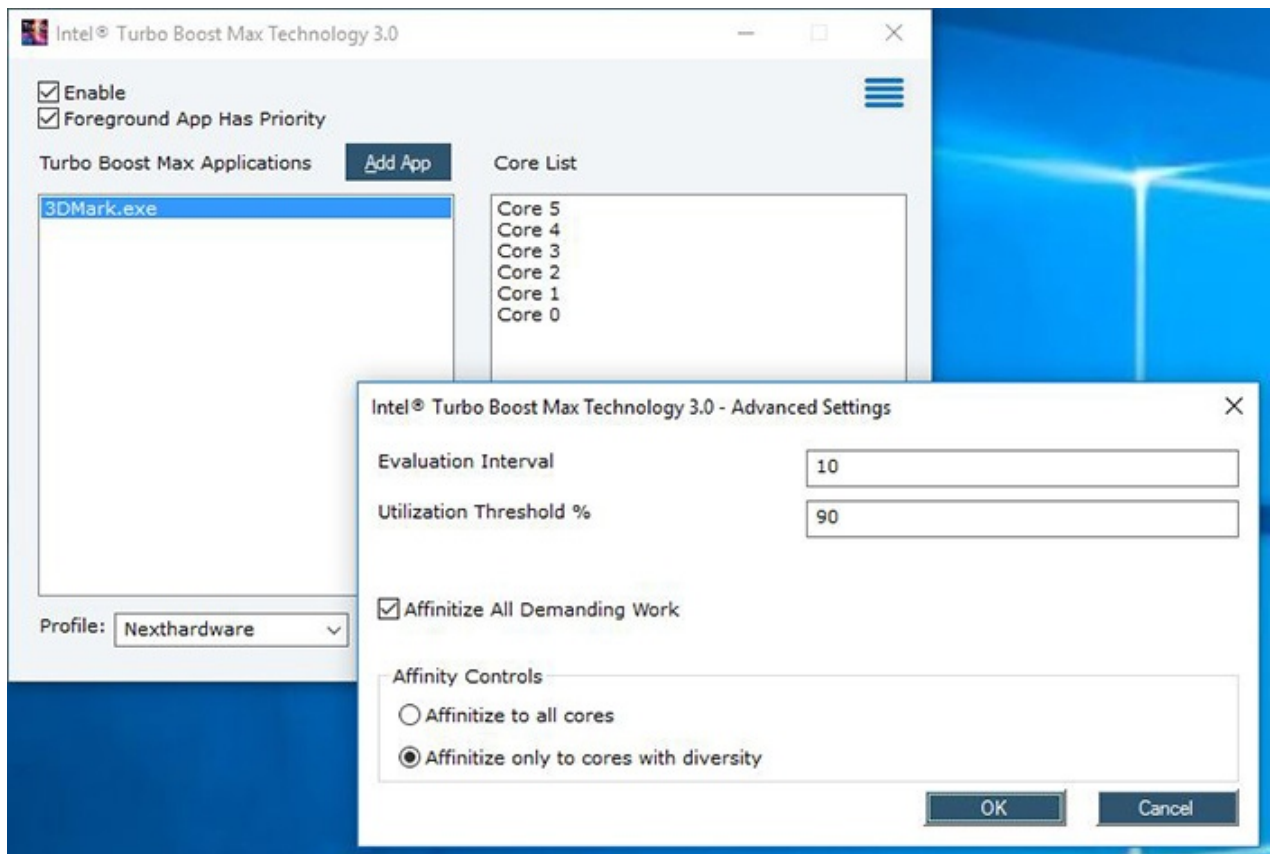 Intel® Turbo Boost Max Technology 3.0
Enable
Foreground App Has Priority
Turbo Boost Max Applications
Add App
Core List
3DMark.exe
Core 5
Core 4
Core 3
Core 2
Core 1
Core 0
Profile:
Nexthardware
Intel® Turbo Boost Max Technology 3.0 - Advanced Settings
Evaluation Interval
10
Utilization Threshold %
90
Affinitize All Demanding Work
Affinity Controls
Affinitize to all cores
Affinitize only to cores with diversity
OK
Cancel